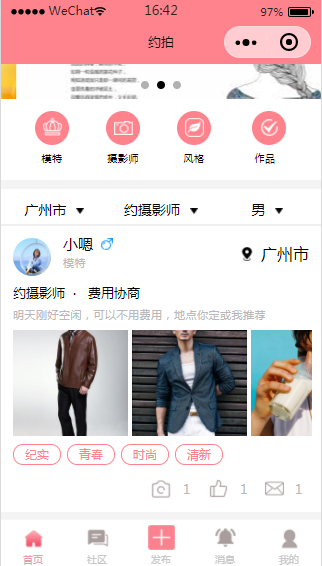 WeChat 16:42 97%
约拍
模特 摄影师 风格 作品
广州市 约摄影师 男
小嗯 广州市
模特
约摄影师 · 费用协商
明天刚好空闲，可以不用费用，地点你定或我推荐
纪实 青春 时尚 清新
1 1 1
首页 社区 发布 消息 我的